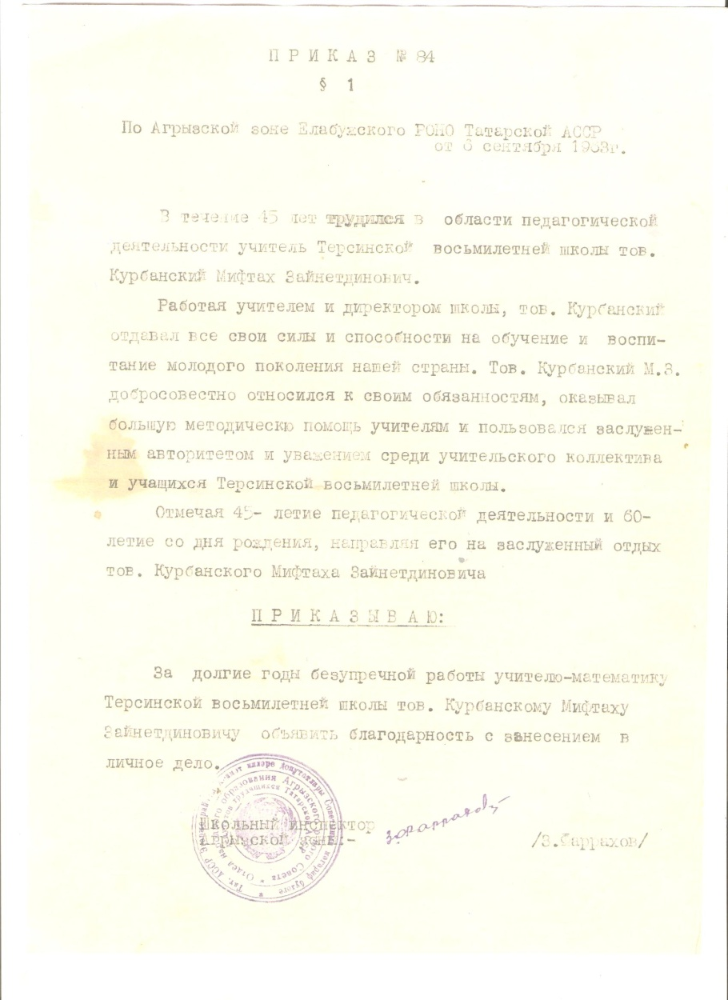 ПРИКАЗ № 84
§ 1
По Агрызской зоне Елабужского РОНО Татарской АССР
от 6 сентября 1963г.
В течение 45 лет трудился в области педагогической
деятельности учитель Терсинской восьмилетней школы тов.
Курбанский Мифтах Зайнетдинович.
Работая учителем и директором школы, тов. Курбанский
отдавал все свои силы и способности на обучение и воспи-
тание молодого поколения нашей страны. Тов. Курбанский М.З.
добросовестно относился к своим обязанностям, оказывал
большую методическю помощь учителям и пользовался заслужен-
ным авторитетом и уважением среди учительского коллектива
и учащихся Терсинской восьмилетней школы.
Отмечая 45- летие педагогической деятельности и 60-
летие со дня рождения, направляя его на заслуженный отдых
тов. Курбанского Мифтаха Зайнетдиновича
ПРИКАЗЫВАЮ:
За долгие годы безупречной работы учителю-математику
Терсинской восьмилетней школы тов. Курбанскому Мифтаху
Зайнетдиновичу объявить благодарность с занесением в
личное дело.
Школьный инспектор
Агрызской зоны:-
/З.Фаррахов/